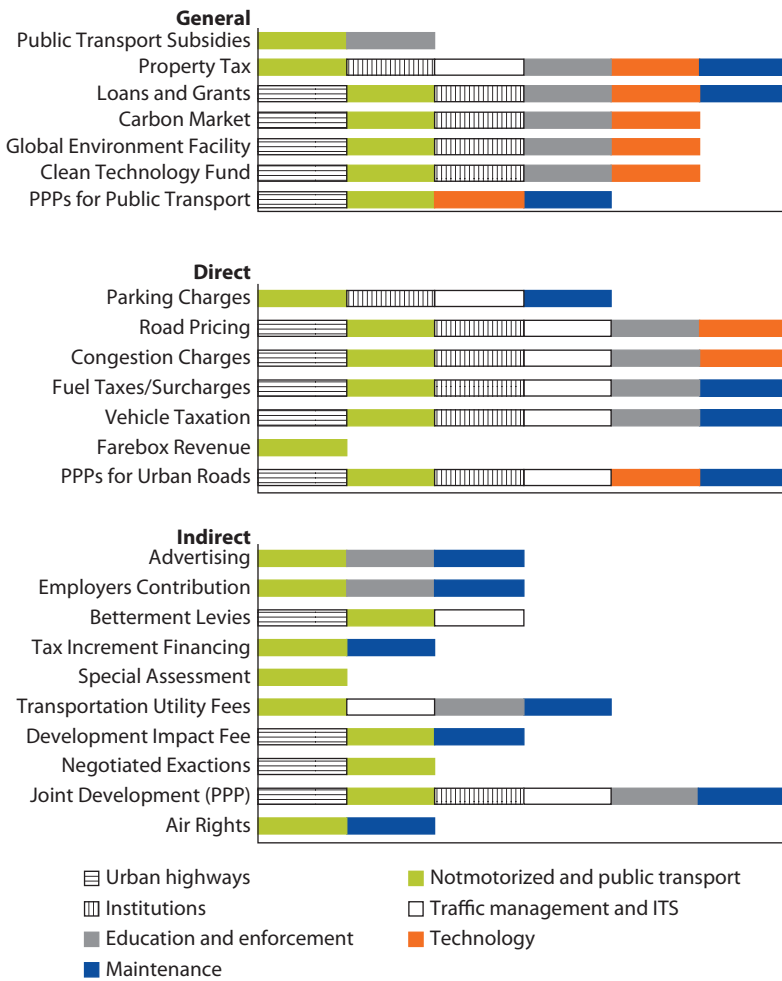 General
Public Transport Subsidies
Property Tax
Loans and Grants
Carbon Market
Global Environment Facility
Clean Technology Fund
PPPs for Public Transport
Direct
Parking Charges
Road Pricing
Congestion Charges
Fuel Taxes/Surcharges
Vehicle Taxation
Farebox Revenue
PPPs for Urban Roads
Indirect
Advertising
Employers Contribution
Betterment Levies
Tax Increment Financing
Special Assessment
Transportation Utility Fees
Development Impact Fee
Negotiated Exactions
Joint Development (PPP)
Air Rights
Urban highways
Notmotorized and public transport
Institutions
Traffic management and ITS
Education and enforcement
Technology
Maintenance